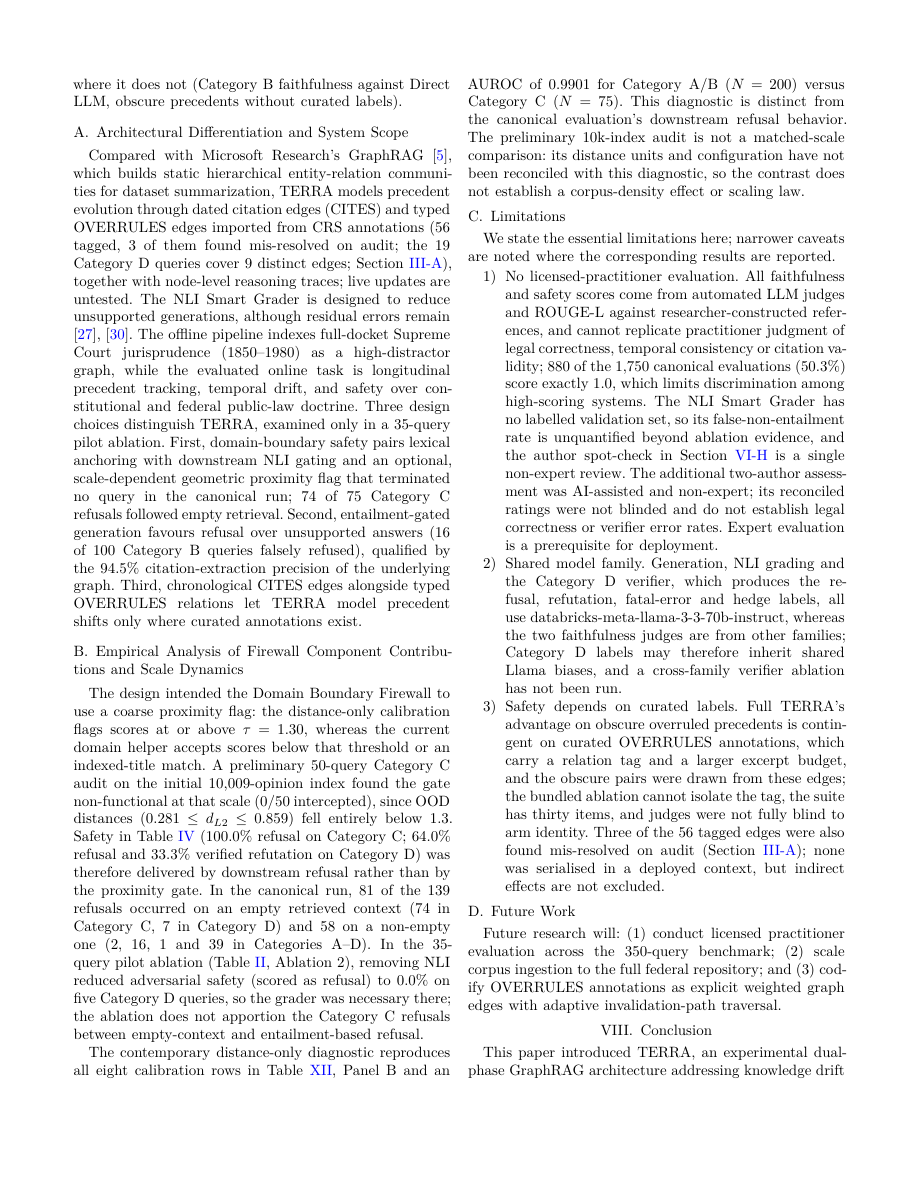 where it does not (Category B faithfulness against Direct
LLM, obscure precedents without curated labels).
A. Architectural Differentiation and System Scope
Compared with Microsoft Research's GraphRAG [5],
which builds static hierarchical entity-relation communi-
ties for dataset summarization, TERRA models precedent
evolution through dated citation edges (CITES) and typed
OVERRULES edges imported from CRS annotations (56
tagged, 3 of them found mis-resolved on audit; the 19
Category D queries cover 9 distinct edges; Section III-A),
together with node-level reasoning traces; live updates are
untested. The NLI Smart Grader is designed to reduce
unsupported generations, although residual errors remain
[27], [30]. The offline pipeline indexes full-docket Supreme
Court jurisprudence (1850–1980) as a high-distractor
graph, while the evaluated online task is longitudinal
precedent tracking, temporal drift, and safety over con-
stitutional and federal public-law doctrine. Three design
choices distinguish TERRA, examined only in a 35-query
pilot ablation. First, domain-boundary safety pairs lexical
anchoring with downstream NLI gating and an optional,
scale-dependent geometric proximity flag that terminated
no query in the canonical run; 74 of 75 Category C
refusals followed empty retrieval. Second, entailment-gated
generation favours refusal over unsupported answers (16
of 100 Category B queries falsely refused), qualified by
the 94.5% citation-extraction precision of the underlying
graph. Third, chronological CITES edges alongside typed
OVERRULES relations let TERRA model precedent
shifts only where curated annotations exist.
B. Empirical Analysis of Firewall Component Contribu-
tions and Scale Dynamics
The design intended the Domain Boundary Firewall to
use a coarse proximity flag: the distance-only calibration
flags scores at or above τ = 1.30, whereas the current
domain helper accepts scores below that threshold or an
indexed-title match. A preliminary 50-query Category C
audit on the initial 10,009-opinion index found the gate
non-functional at that scale (0/50 intercepted), since OOD
distances (0.281 ≤ d_L2 ≤ 0.859) fell entirely below 1.3.
Safety in Table IV (100.0% refusal on Category C; 64.0%
refusal and 33.3% verified refutation on Category D) was
therefore delivered by downstream refusal rather than by
the proximity gate. In the canonical run, 81 of the 139
refusals occurred on an empty retrieved context (74 in
Category C, 7 in Category D) and 58 on a non-empty
one (2, 16, 1 and 39 in Categories A–D). In the 35-
query pilot ablation (Table II, Ablation 2), removing NLI
reduced adversarial safety (scored as refusal) to 0.0% on
five Category D queries, so the grader was necessary there;
the ablation does not apportion the Category C refusals
between empty-context and entailment-based refusal.
The contemporary distance-only diagnostic reproduces
all eight calibration rows in Table XII, Panel B and an
AUROC of 0.9901 for Category A/B (N = 200) versus
Category C (N = 75). This diagnostic is distinct from
the canonical evaluation's downstream refusal behavior.
The preliminary 10k-index audit is not a matched-scale
comparison: its distance units and configuration have not
been reconciled with this diagnostic, so the contrast does
not establish a corpus-density effect or scaling law.
C. Limitations
We state the essential limitations here; narrower caveats
are noted where the corresponding results are reported.
1) No licensed-practitioner evaluation. All faithfulness
and safety scores come from automated LLM judges
and ROUGE-L against researcher-constructed refer-
ences, and cannot replicate practitioner judgment of
legal correctness, temporal consistency or citation va-
lidity; 880 of the 1,750 canonical evaluations (50.3%)
score exactly 1.0, which limits discrimination among
high-scoring systems. The NLI Smart Grader has
no labelled validation set, so its false-non-entailment
rate is unquantified beyond ablation evidence, and
the author spot-check in Section VI-H is a single
non-expert review. The additional two-author assess-
ment was AI-assisted and non-expert; its reconciled
ratings were not blinded and do not establish legal
correctness or verifier error rates. Expert evaluation
is a prerequisite for deployment.
2) Shared model family. Generation, NLI grading and
the Category D verifier, which produces the re-
fusal, refutation, fatal-error and hedge labels, all
use databricks-meta-llama-3-3-70b-instruct, whereas
the two faithfulness judges are from other families;
Category D labels may therefore inherit shared
Llama biases, and a cross-family verifier ablation
has not been run.
3) Safety depends on curated labels. Full TERRA's
advantage on obscure overruled precedents is contin-
gent on curated OVERRULES annotations, which
carry a relation tag and a larger excerpt budget,
and the obscure pairs were drawn from these edges;
the bundled ablation cannot isolate the tag, the suite
has thirty items, and judges were not fully blind to
arm identity. Three of the 56 tagged edges were also
found mis-resolved on audit (Section III-A); none
was serialised in a deployed context, but indirect
effects are not excluded.
D. Future Work
Future research will: (1) conduct licensed practitioner
evaluation across the 350-query benchmark; (2) scale
corpus ingestion to the full federal repository; and (3) cod-
ify OVERRULES annotations as explicit weighted graph
edges with adaptive invalidation-path traversal.
VIII. Conclusion
This paper introduced TERRA, an experimental dual-
phase GraphRAG architecture addressing knowledge drift